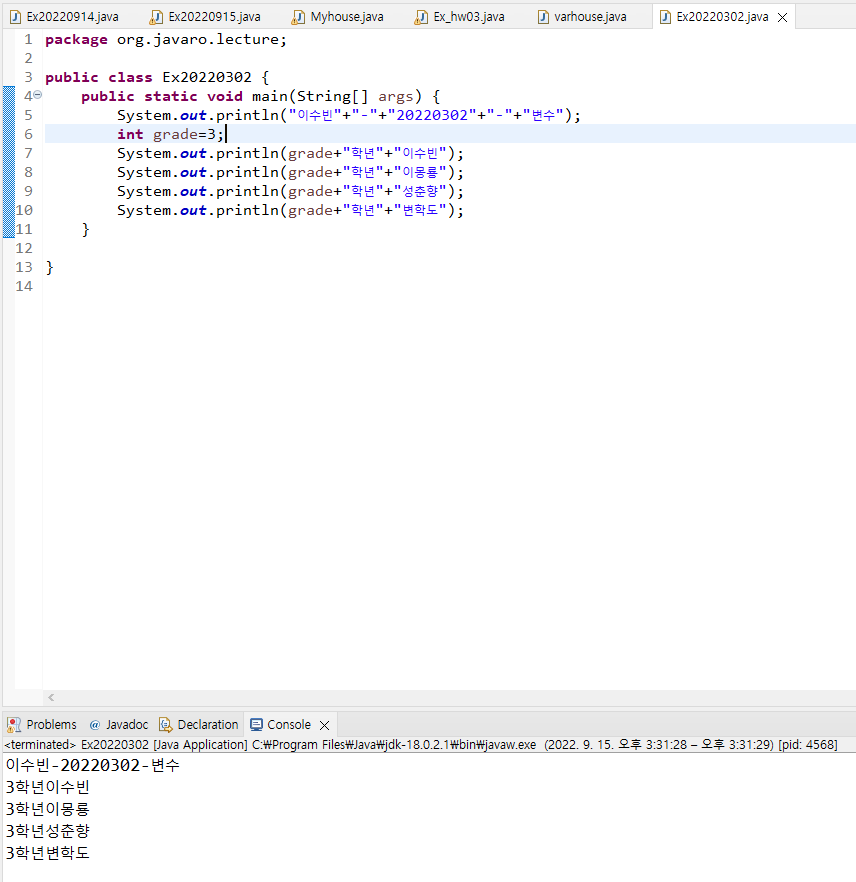 Ex20220914.java Ex20220915.java Myhouse.java Ex_hw03.java varhouse.java Ex20220302.java
1 package org.javaro.lecture;
2
3 public class Ex20220302 {
4 public static void main(String[] args) {
5 System.out.println("이수빈"+"-"+"20220302"+"-"+"변수");
6 int grade=3;
7 System.out.println(grade+"학년"+"이수빈");
8 System.out.println(grade+"학년"+"이몽룡");
9 System.out.println(grade+"학년"+"성춘향");
10 System.out.println(grade+"학년"+"변학도");
11 }
12
13 }
14
Problems @ Javadoc Declaration Console
<terminated> Ex20220302 [Java Application] C:₩Program Files₩Java₩jdk-18.0.2.1₩bin₩javaw.exe (2022. 9. 15. 오후 3:31:28 – 오후 3:31:29) [pid: 4568]
이수빈-20220302-변수
3학년이수빈
3학년이몽룡
3학년성춘향
3학년변학도